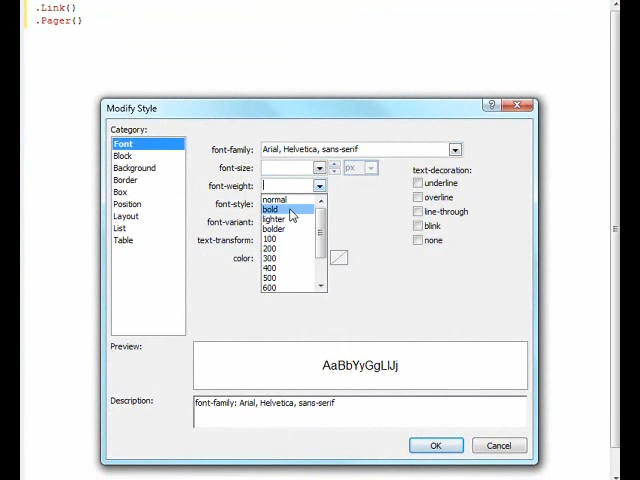 .Link{}
.Pager{}
Modify Style
Category:
Font
Block
Background
Border
Box
Position
Layout
List
Table
font-family: Arial, Helvetica, sans-serif
font-size: px
font-weight:
font-style:
font-variant:
text-transform:
color:
normal
bold
lighter
bolder
100
200
300
400
500
600
text-decoration:
underline
overline
line-through
blink
none
Preview:
AaBbYyGgLlJj
Description:
font-family: Arial, Helvetica, sans-serif
OK Cancel